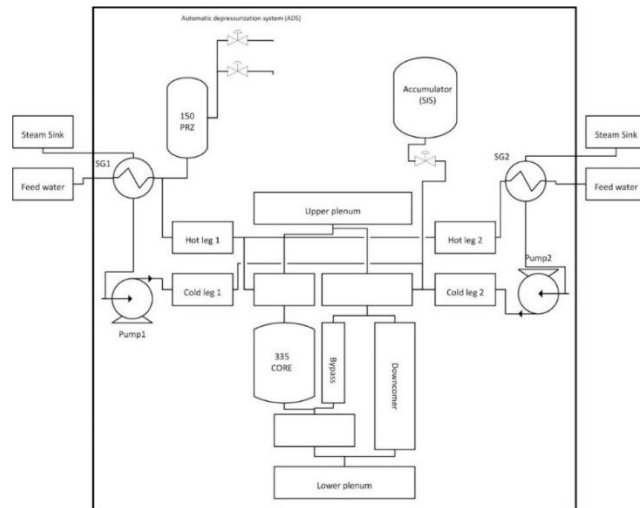 Automatic depressurization system (ADS)
150
PRZ
Accumulator
(SIS)
Steam Sink
Steam Sink
SG1
SG2
Feed water
Feed water
Upper plenum
Hot leg 1
Hot leg 2
Pump2
Cold leg 1
Cold leg 2
Pump1
335
CORE
Bypass
Downcomer
Lower plenum